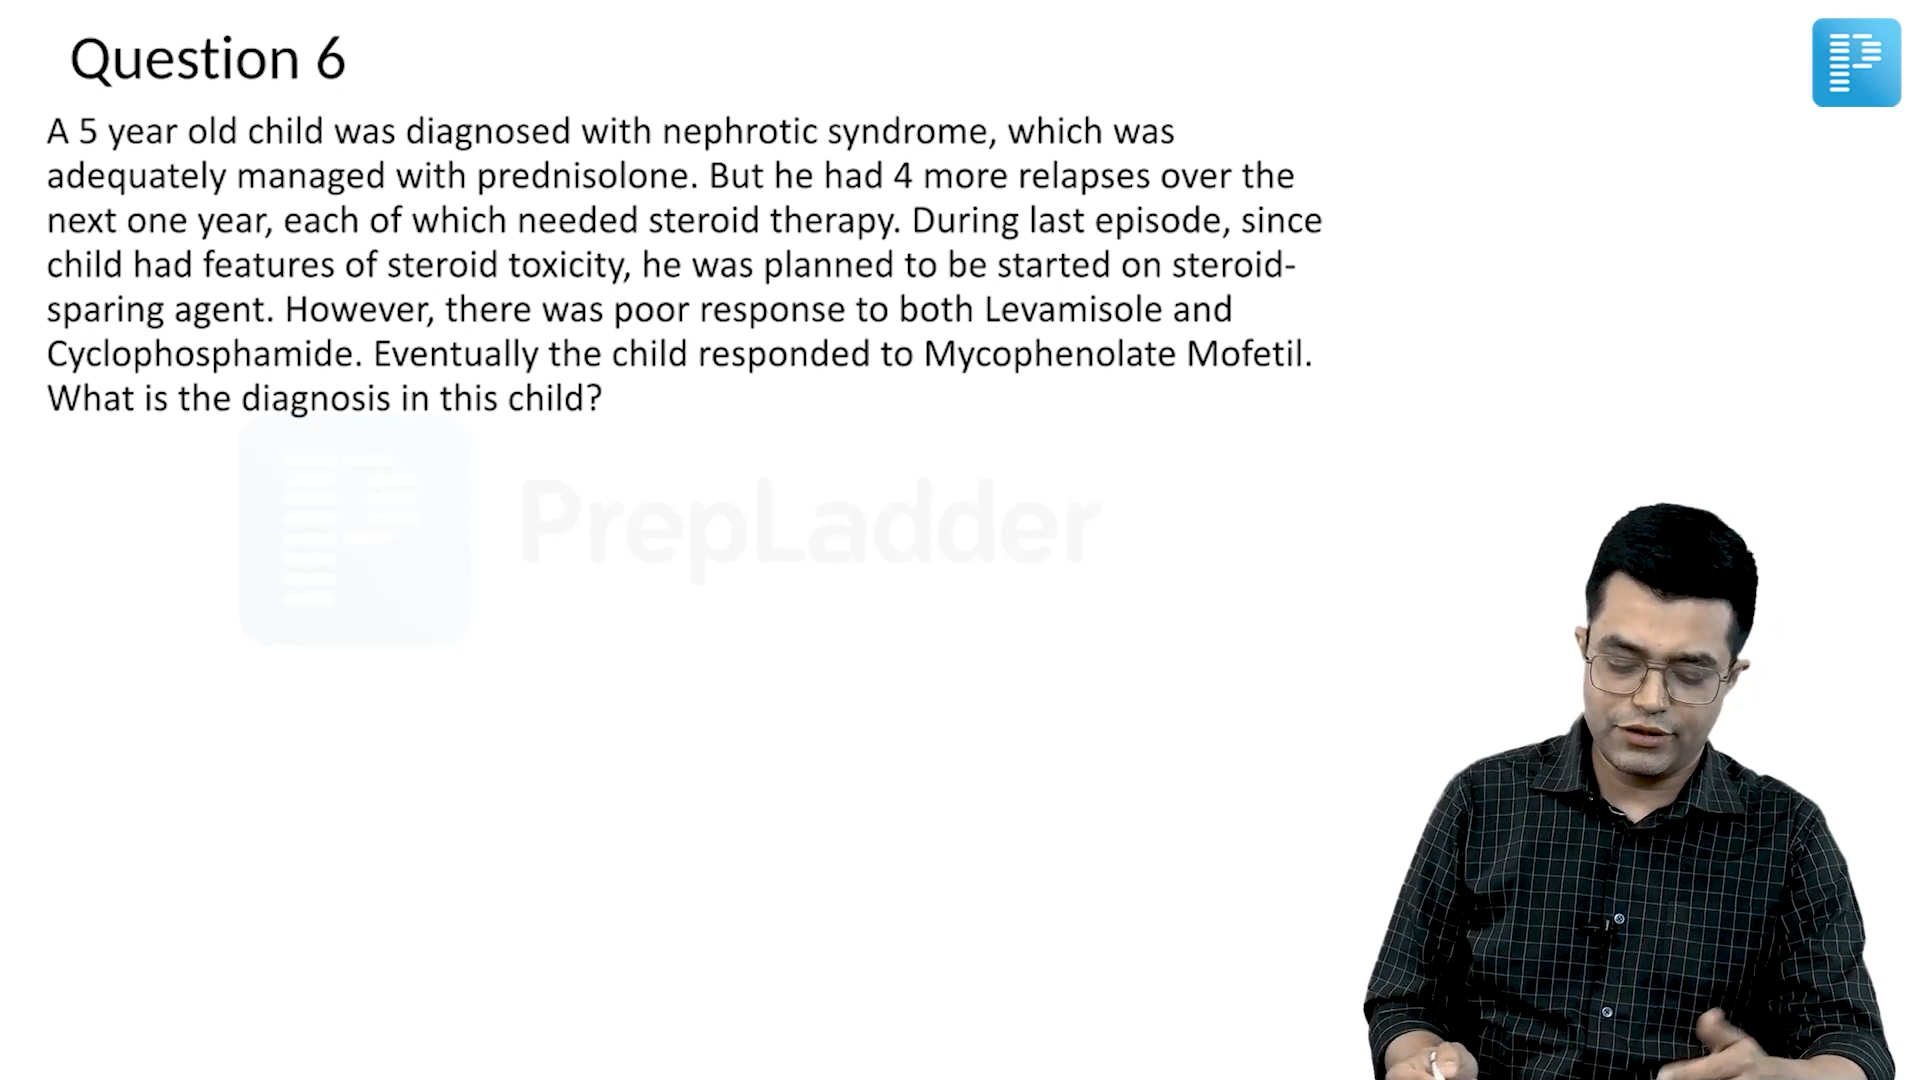 Question 6
A 5 year old child was diagnosed with nephrotic syndrome, which was
adequately managed with prednisolone. But he had 4 more relapses over the
next one year, each of which needed steroid therapy. During last episode, since
child had features of steroid toxicity, he was planned to be started on steroid-
sparing agent. However, there was poor response to both Levamisole and
Cyclophosphamide. Eventually the child responded to Mycophenolate Mofetil.
What is the diagnosis in this child?
PrepLadder